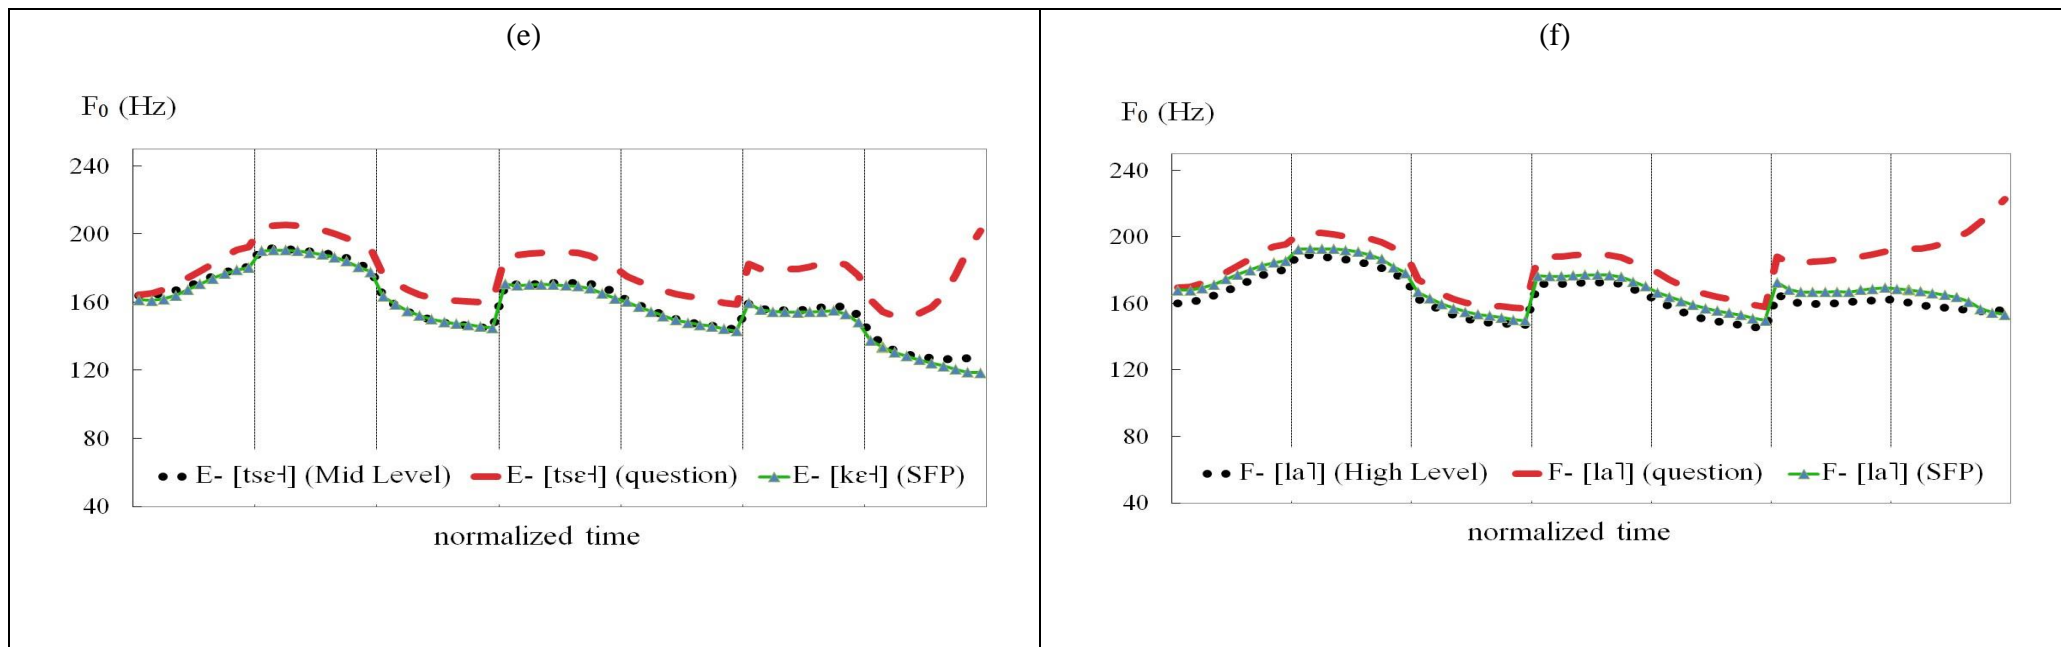 (e)
F₀ (Hz)
240
200
160
120
80
40
E- [tsɛ˧] (Mid Level) E- [tsɛ˧] (question) E- [kɛ˧] (SFP)
normalized time
(f)
F₀ (Hz)
240
200
160
120
80
40
F- [la˥] (High Level) F- [la˥] (question) F- [la˥] (SFP)
normalized time